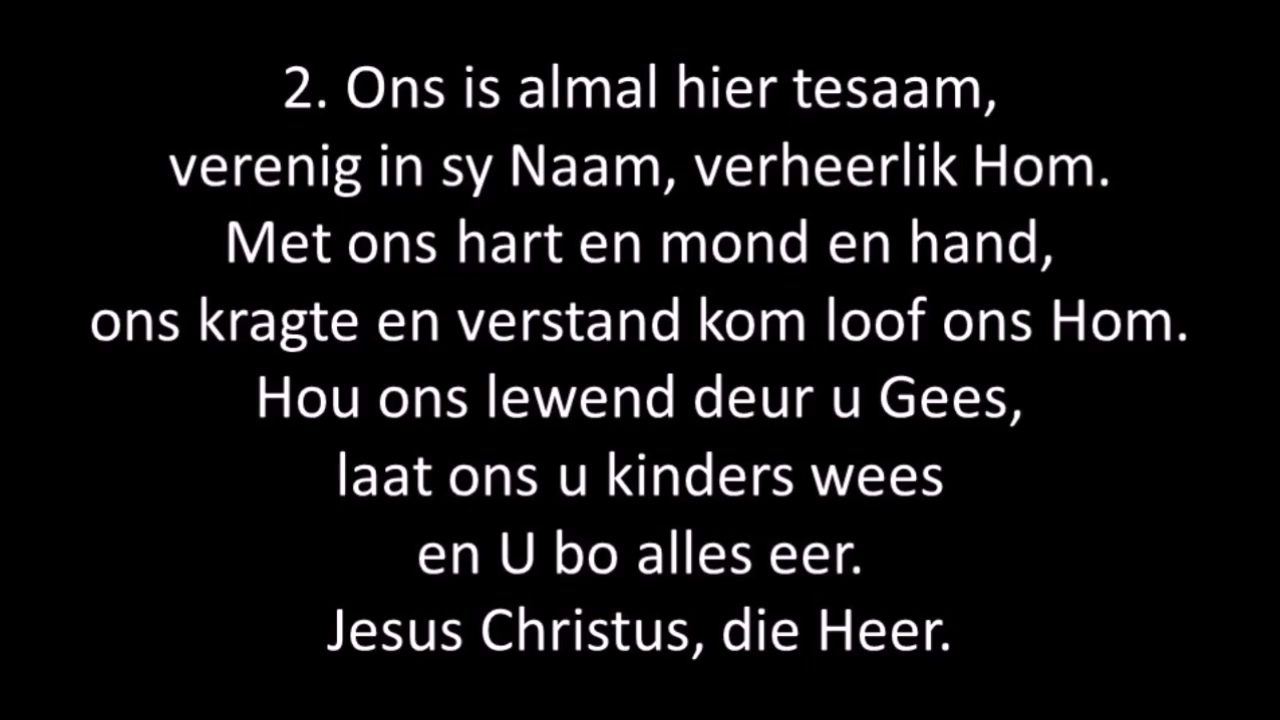 2. Ons is almal hier tesaam,
verenig in sy Naam, verheerlik Hom.
Met ons hart en mond en hand,
ons kragte en verstand kom loof ons Hom.
Hou ons lewend deur u Gees,
laat ons u kinders wees
en U bo alles eer.
Jesus Christus, die Heer.